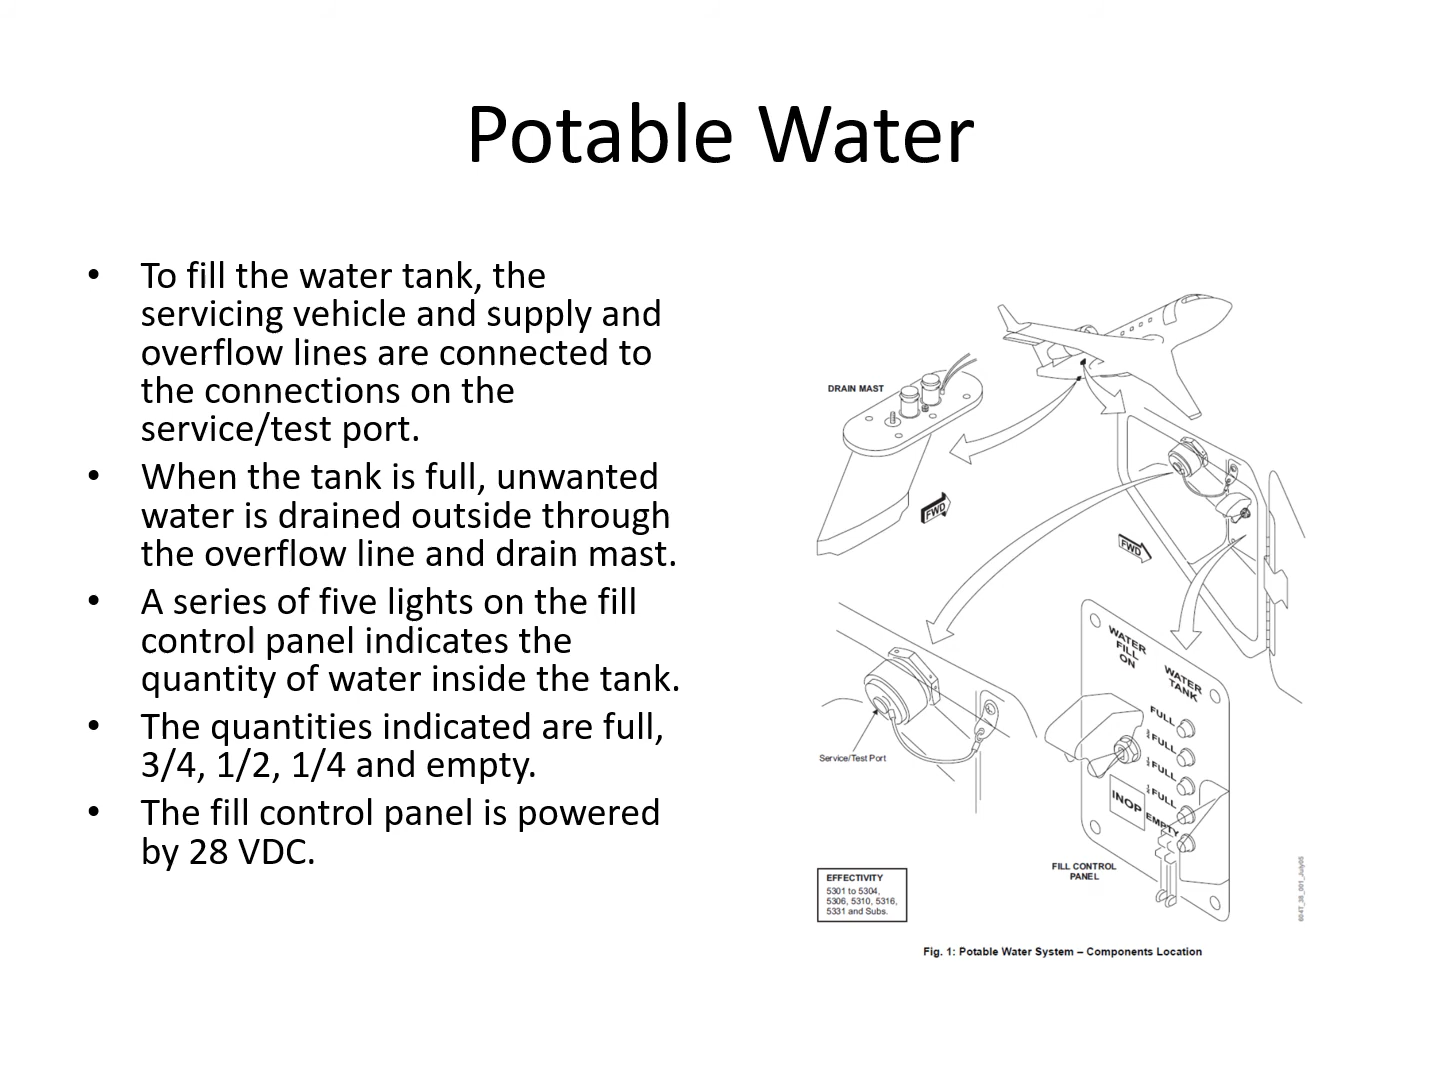 Potable Water
• To fill the water tank, the
servicing vehicle and supply and
overflow lines are connected to
the connections on the
service/test port.
• When the tank is full, unwanted
water is drained outside through
the overflow line and drain mast.
• A series of five lights on the fill
control panel indicates the
quantity of water inside the tank.
• The quantities indicated are full,
3/4, 1/2, 1/4 and empty.
• The fill control panel is powered
by 28 VDC.
DRAIN MAST
FWD
FWD
WATER
FILL
ON
WATER
TANK
FULL
FULL
FULL
FULL
EMPTY
INOP
Service/Test Port
FILL CONTROL
PANEL
EFFECTIVITY
5301 to 5304,
5306, 5310, 5316,
5331 and Subs.
604T_38_001_July05
Fig. 1: Potable Water System – Components Location